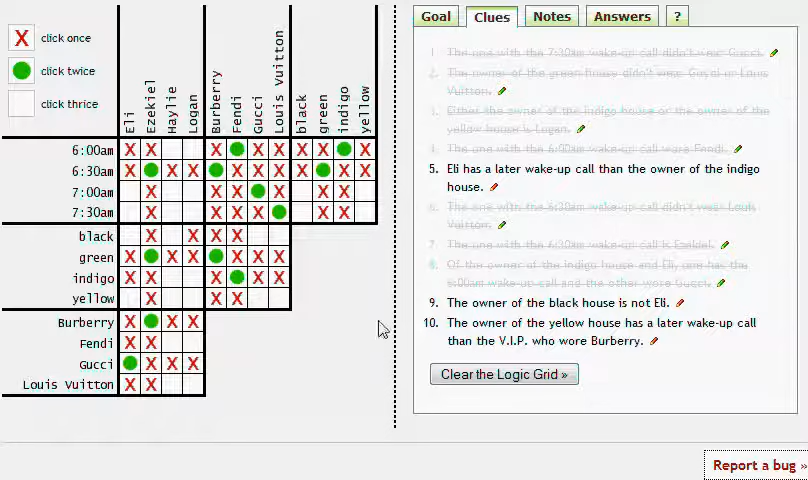 Goal Clues Notes Answers ?
X click once
click twice
click thrice
Eli Ezekiel Haylie Logan Burberry Fendi Gucci Louis Vuitton black green indigo yellow
6:00am X X X X X X X X
6:30am X X X X X X X X X
7:00am X X X X X X
7:30am X X X X X X
black X X X X
green X X X X X X
indigo X X X X X
yellow X X X
Burberry X X X
Fendi X X
Gucci X X X
Louis Vuitton X X
1. The one with the 7:30am wake-up call didn't wear Gucci.
2. The owner of the green house didn't wear Gucci or Louis
Vuitton.
3. Either the owner of the indigo house or the owner of the
yellow house is Logan.
4. The one with the 6:00am wake-up call wore Fendi.
5. Eli has a later wake-up call than the owner of the indigo
house.
6. The one with the 6:30am wake-up call didn't wear Louis
Vuitton.
7. The one with the 6:30am wake-up call is Ezekiel.
8. Of the owner of the indigo house and Eli, one has the
6:00am wake-up call and the other wore Gucci.
9. The owner of the black house is not Eli.
10. The owner of the yellow house has a later wake-up call
than the V.I.P. who wore Burberry.
Clear the Logic Grid »
Report a bug »